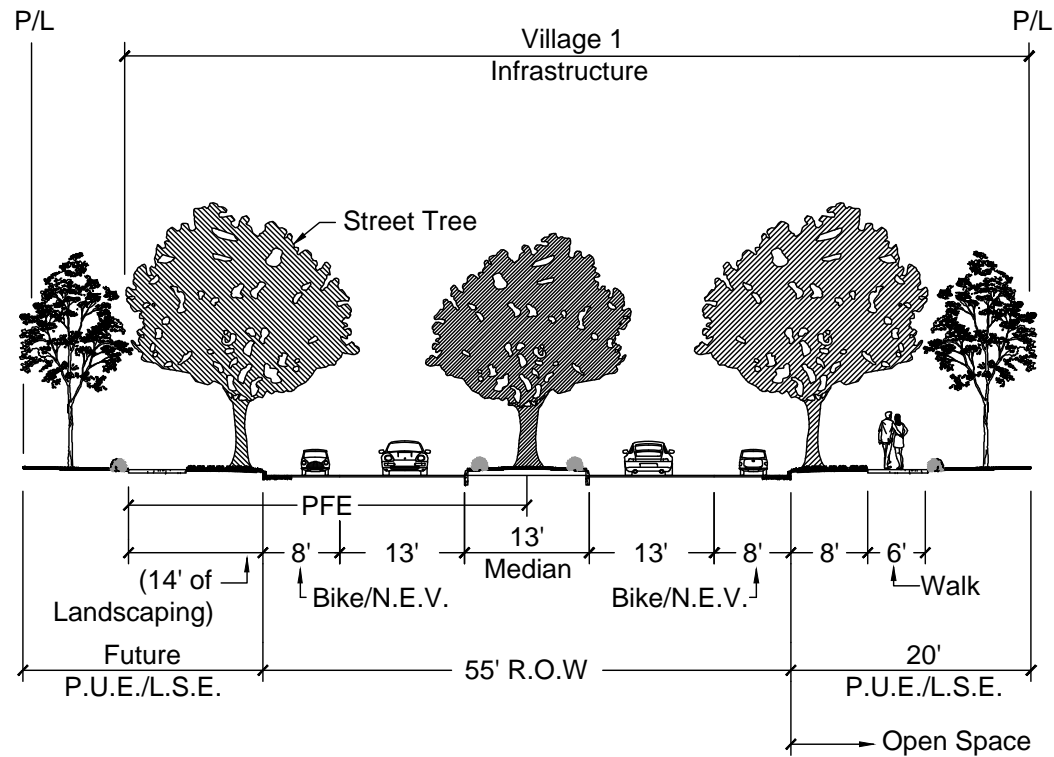 P/L
P/L
Village 1
Infrastructure
Street Tree
PFE
8'
13'
13'
Median
13'
8'
8'
6'
(14' of
Landscaping)
Bike/N.E.V.
Bike/N.E.V.
Walk
Future
P.U.E./L.S.E.
55' R.O.W
20'
P.U.E./L.S.E.
Open Space